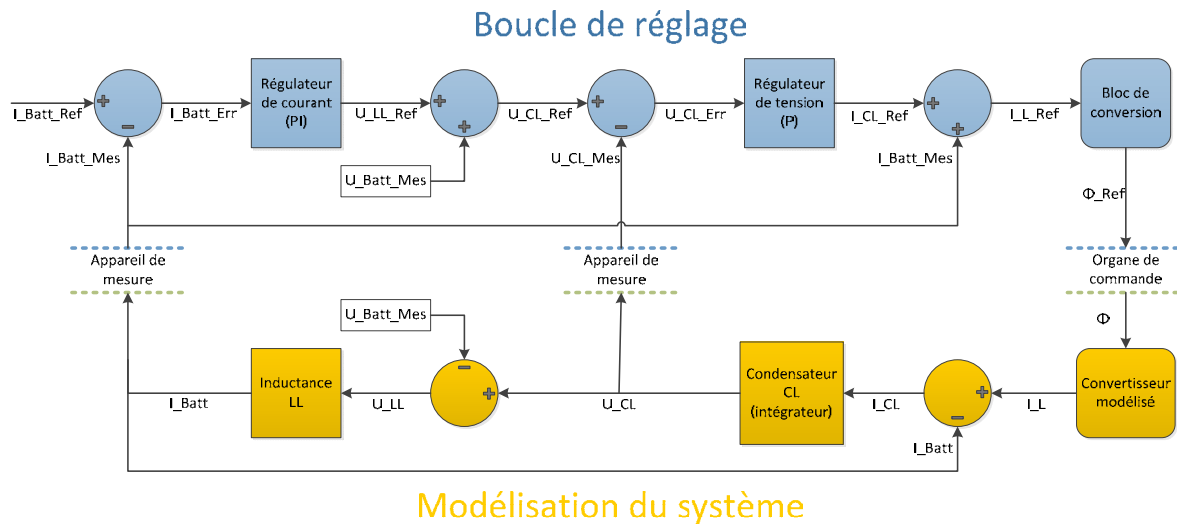 Boucle de réglage
I_Batt_Ref
+
−
I_Batt_Err
Régulateur
de courant
(PI)
U_LL_Ref
+
+
U_CL_Ref
+
−
U_CL_Err
Régulateur
de tension
(P)
I_CL_Ref
+
+
I_L_Ref
Bloc de
conversion
I_Batt_Mes
U_Batt_Mes
U_CL_Mes
I_Batt_Mes
Φ_Ref
Appareil de
mesure
Appareil de
mesure
Organe de
commande
U_Batt_Mes
Φ
I_Batt
Inductance
LL
U_LL
−
+
U_CL
Condensateur
CL
(intégrateur)
I_CL
+
−
I_L
Convertisseur
modélisé
I_Batt
Modélisation du système